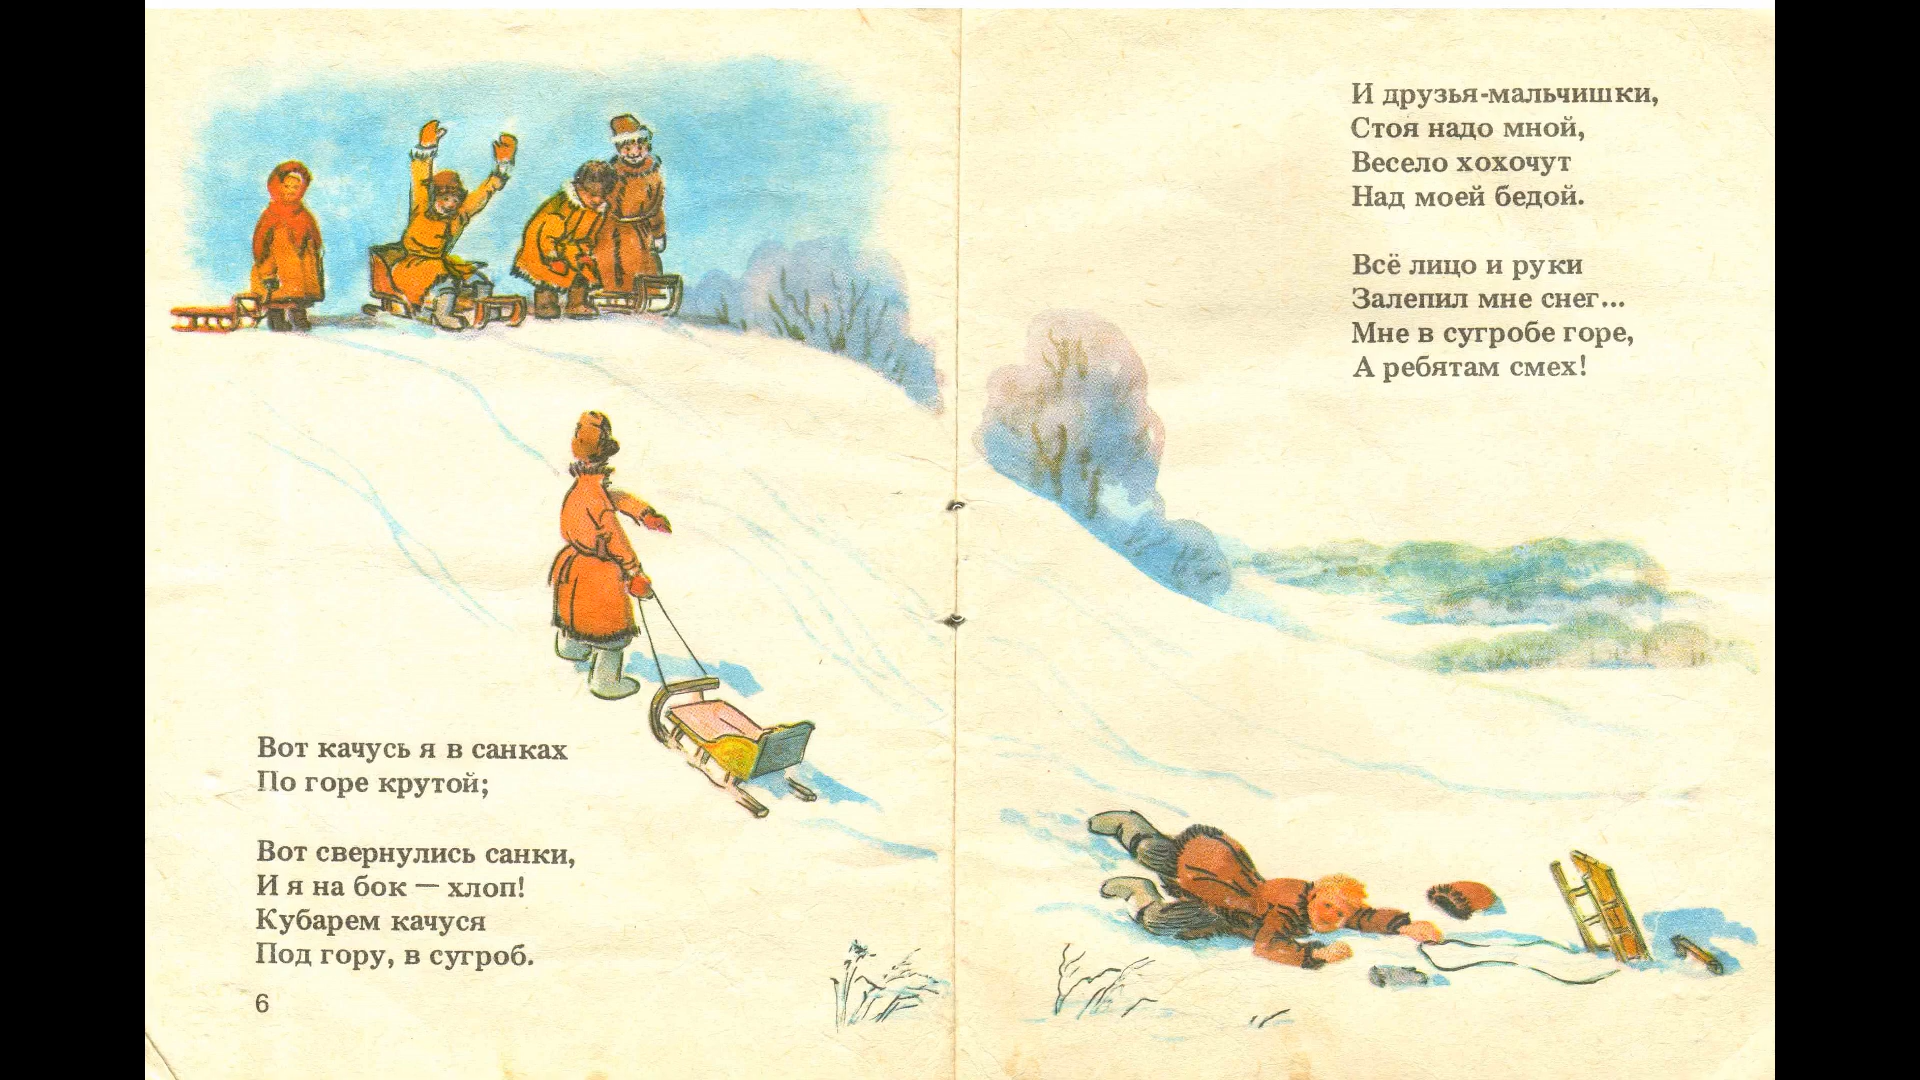 Вот качусь я в санках
По горе крутой;
Вот свернулись санки,
И я на бок — хлоп!
Кубарем качуся
Под гору, в сугроб.
6
И друзья-мальчишки,
Стоя надо мной,
Весело хохочут
Над моей бедой.
Всё лицо и руки
Залепил мне снег...
Мне в сугробе горе,
А ребятам смех!